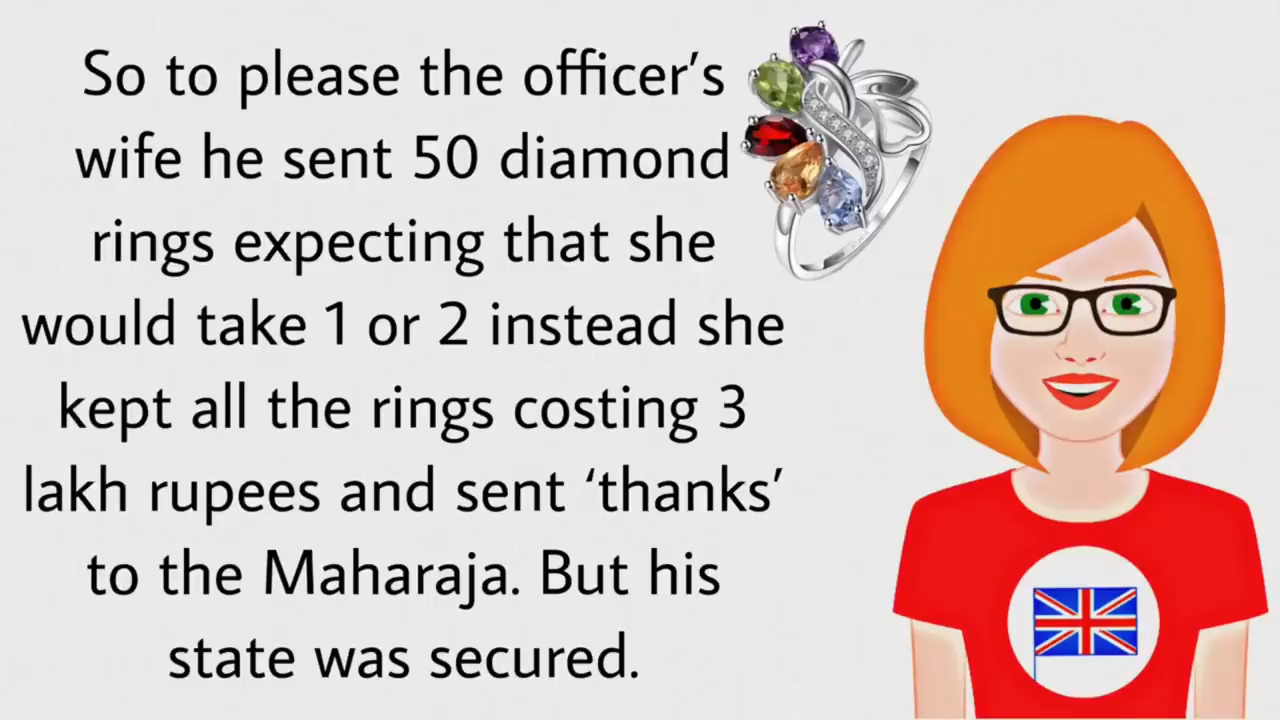 So to please the officer’s
wife he sent 50 diamond
rings expecting that she
would take 1 or 2 instead she
kept all the rings costing 3
lakh rupees and sent ‘thanks’
to the Maharaja. But his
state was secured.